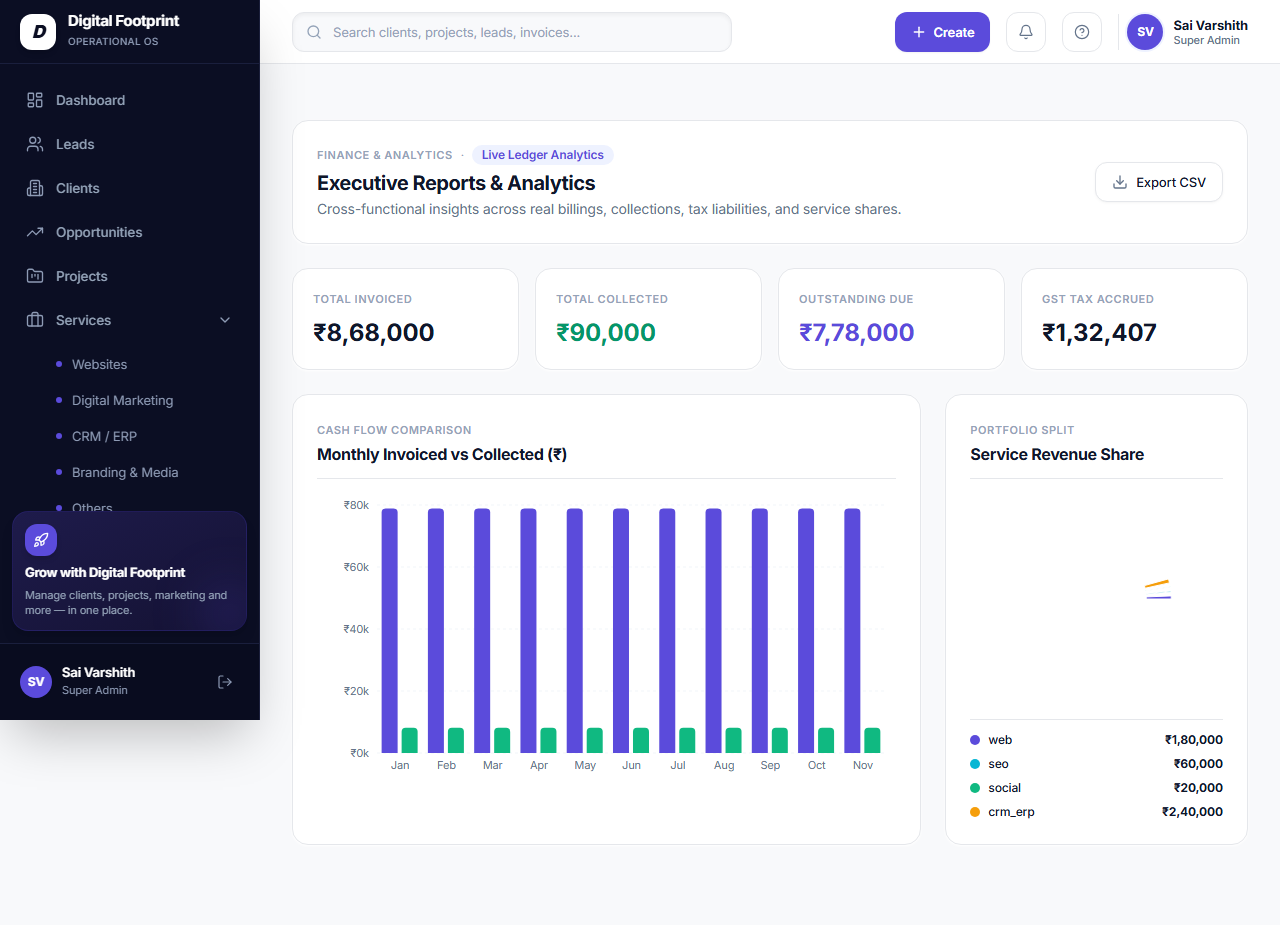 D
Digital Footprint
OPERATIONAL OS
Search clients, projects, leads, invoices...
Create
SV
Sai Varshith
Super Admin
Dashboard
Leads
Clients
Opportunities
Projects
Services
Websites
Digital Marketing
CRM / ERP
Branding & Media
Others
Grow with Digital Footprint
Manage clients, projects, marketing and
more — in one place.
SV
Sai Varshith
Super Admin
FINANCE & ANALYTICS · Live Ledger Analytics
Executive Reports & Analytics
Cross-functional insights across real billings, collections, tax liabilities, and service shares.
Export CSV
TOTAL INVOICED
₹8,68,000
TOTAL COLLECTED
₹90,000
OUTSTANDING DUE
₹7,78,000
GST TAX ACCRUED
₹1,32,407
CASH FLOW COMPARISON
Monthly Invoiced vs Collected (₹)
₹80k
₹60k
₹40k
₹20k
₹0k
Jan Feb Mar Apr May Jun Jul Aug Sep Oct Nov
PORTFOLIO SPLIT
Service Revenue Share
web ₹1,80,000
seo ₹60,000
social ₹20,000
crm_erp ₹2,40,000